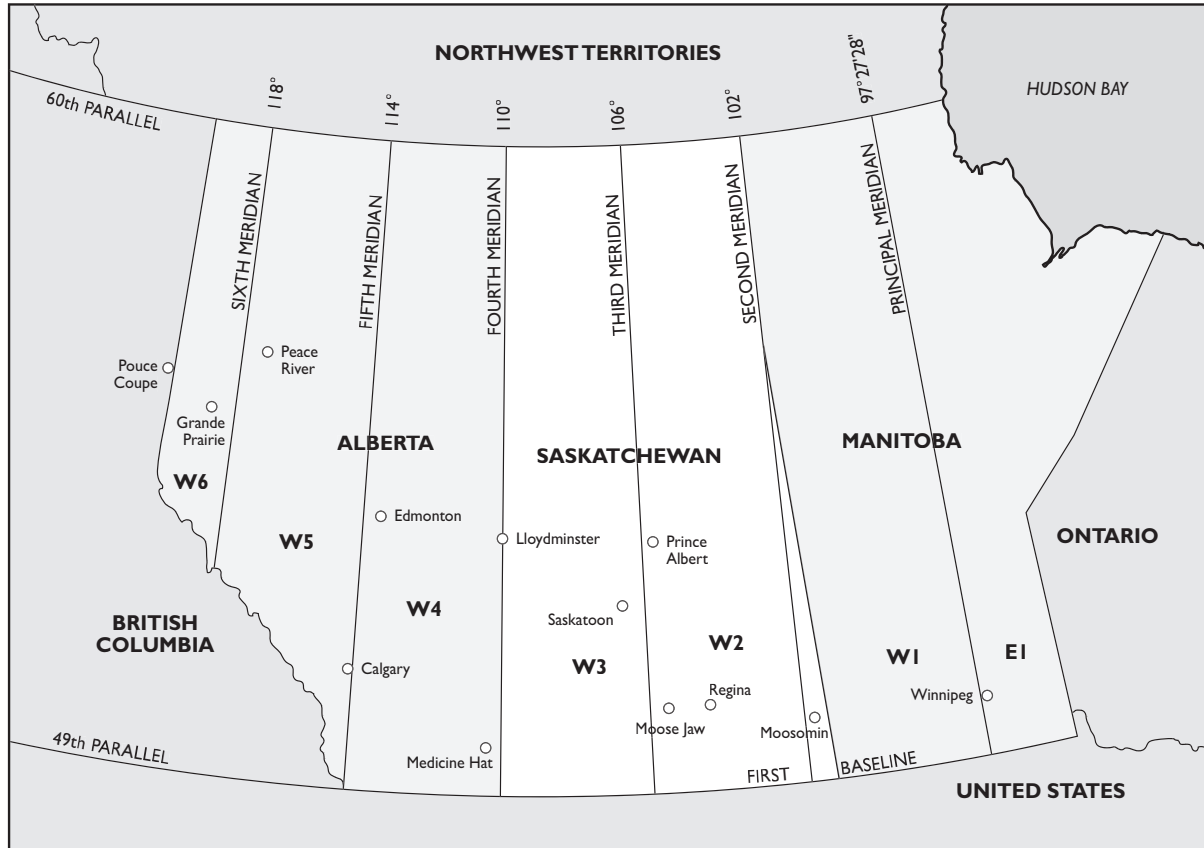 NORTHWEST TERRITORIES
HUDSON BAY
60th PARALLEL
118°
114°
110°
106°
102°
97° 27' 28"
SIXTH MERIDIAN
FIFTH MERIDIAN
FOURTH MERIDIAN
THIRD MERIDIAN
SECOND MERIDIAN
PRINCIPAL MERIDIAN
Pouce
Coupe
Peace
River
Grande
Prairie
ALBERTA
SASKATCHEWAN
MANITOBA
W6
Edmonton
Lloydminster
Prince
Albert
ONTARIO
W5
W4
Saskatoon
BRITISH
COLUMBIA
W3
W2
W1
E1
Calgary
Regina
Winnipeg
Moose Jaw
Moosomin
49th PARALLEL
Medicine Hat
FIRST
BASELINE
UNITED STATES